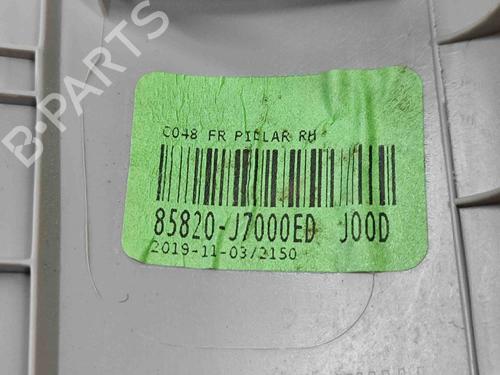 B-PARTS
C048 FR PILLAR RH
85820-J7000ED J00D
2019-11-03/2150